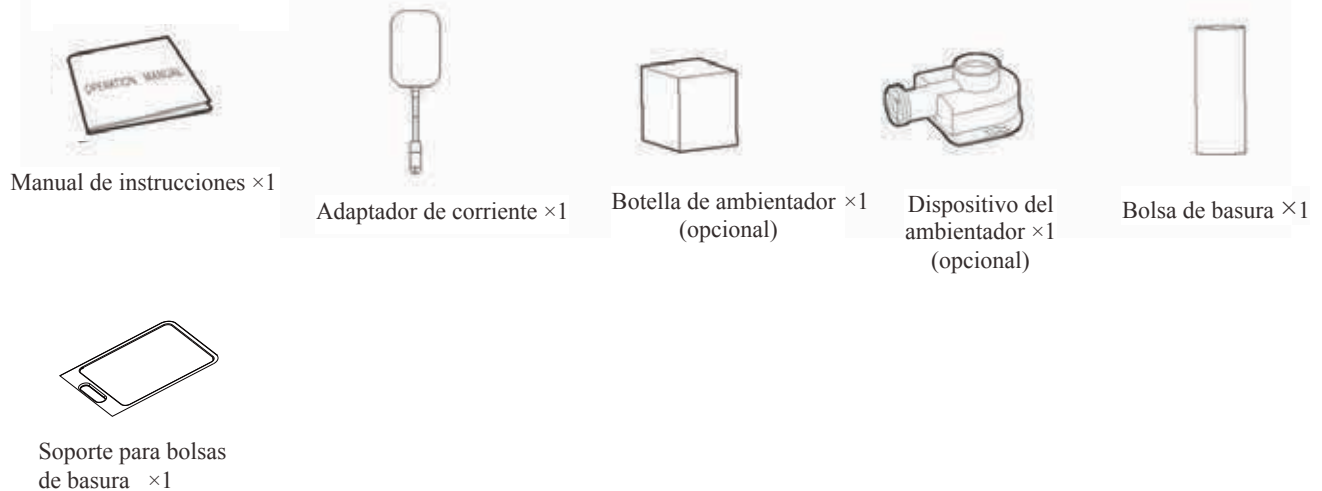 OPERATION MANUAL
Manual de instrucciones ×1
Adaptador de corriente ×1
Botella de ambientador ×1
(opcional)
Dispositivo del
ambientador ×1
(opcional)
Bolsa de basura ×1
Soporte para bolsas
de basura ×1